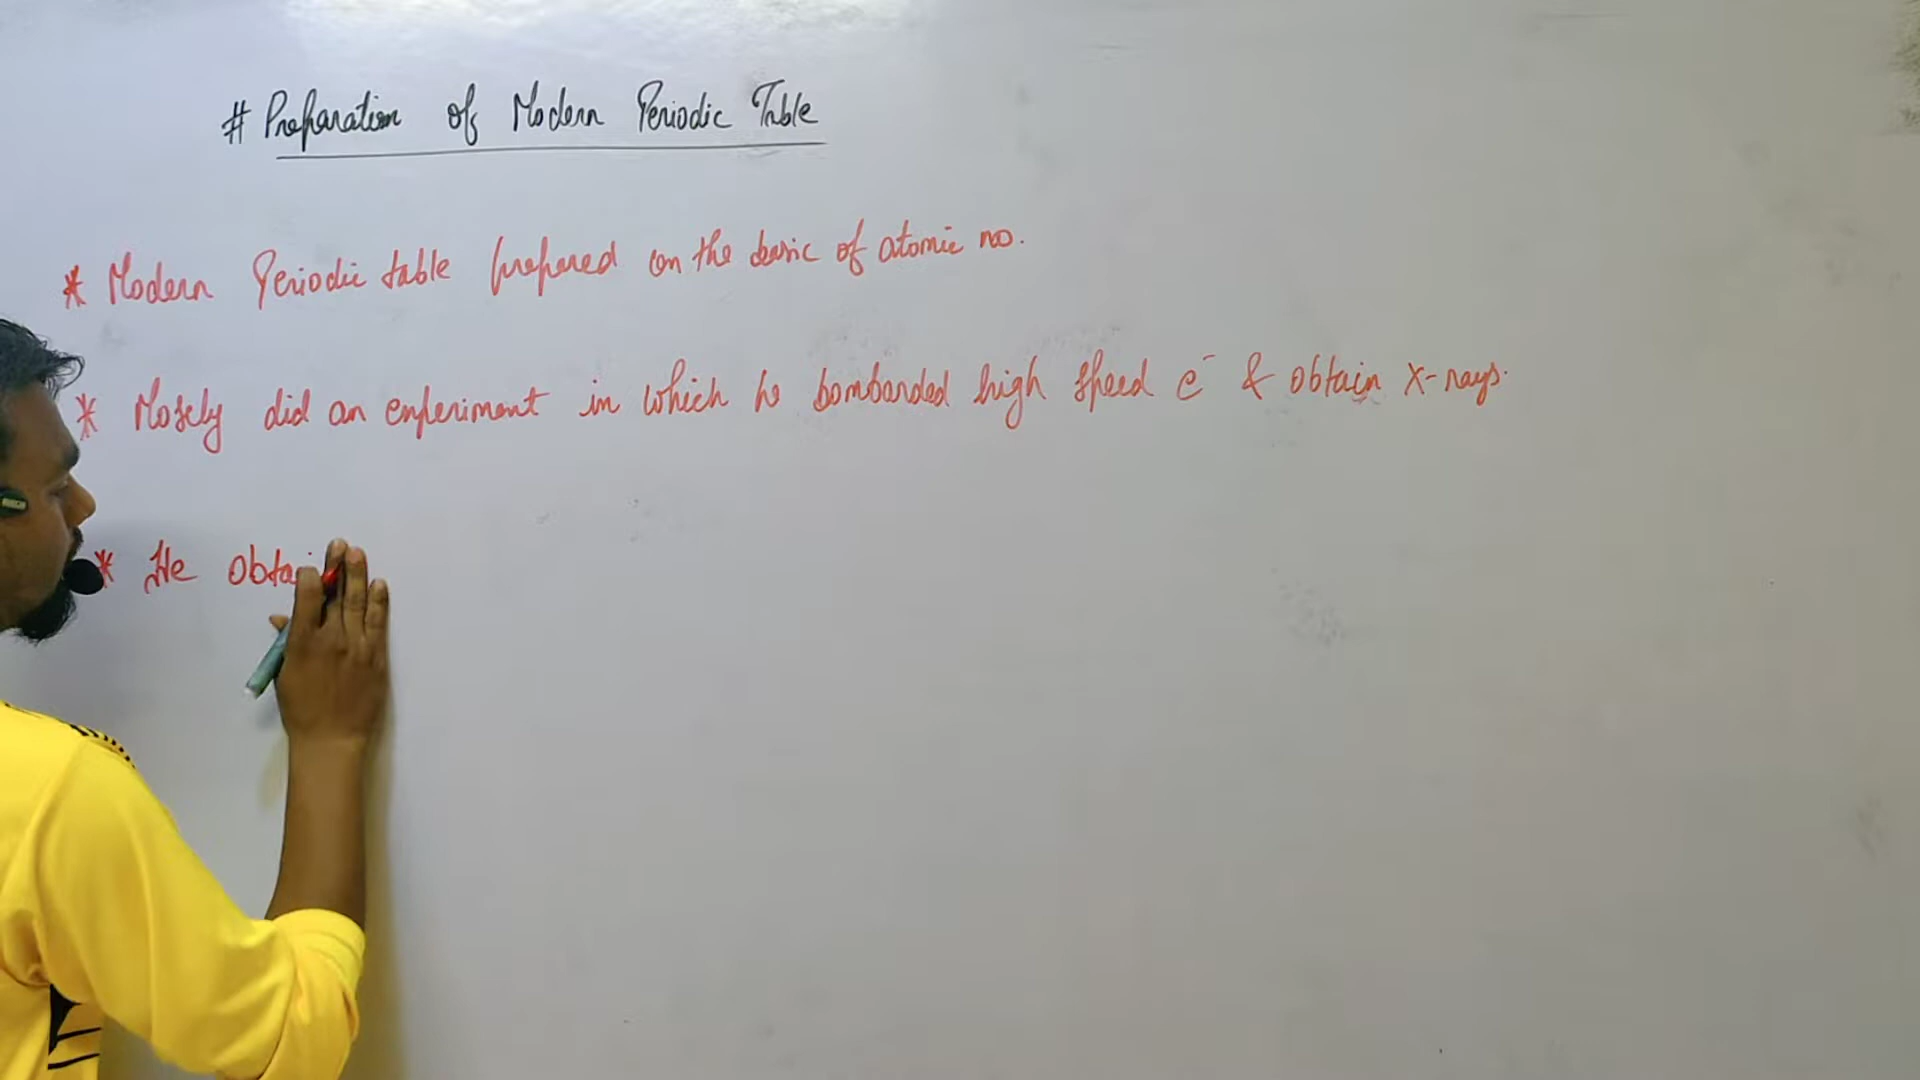 # Preparation of Modern Periodic Table
* Modern Periodic table prepared on the basic of atomic no.
* Mosely did an experiment in which he bombarded high speed e⁻ & obtain x-rays.
* He obtai